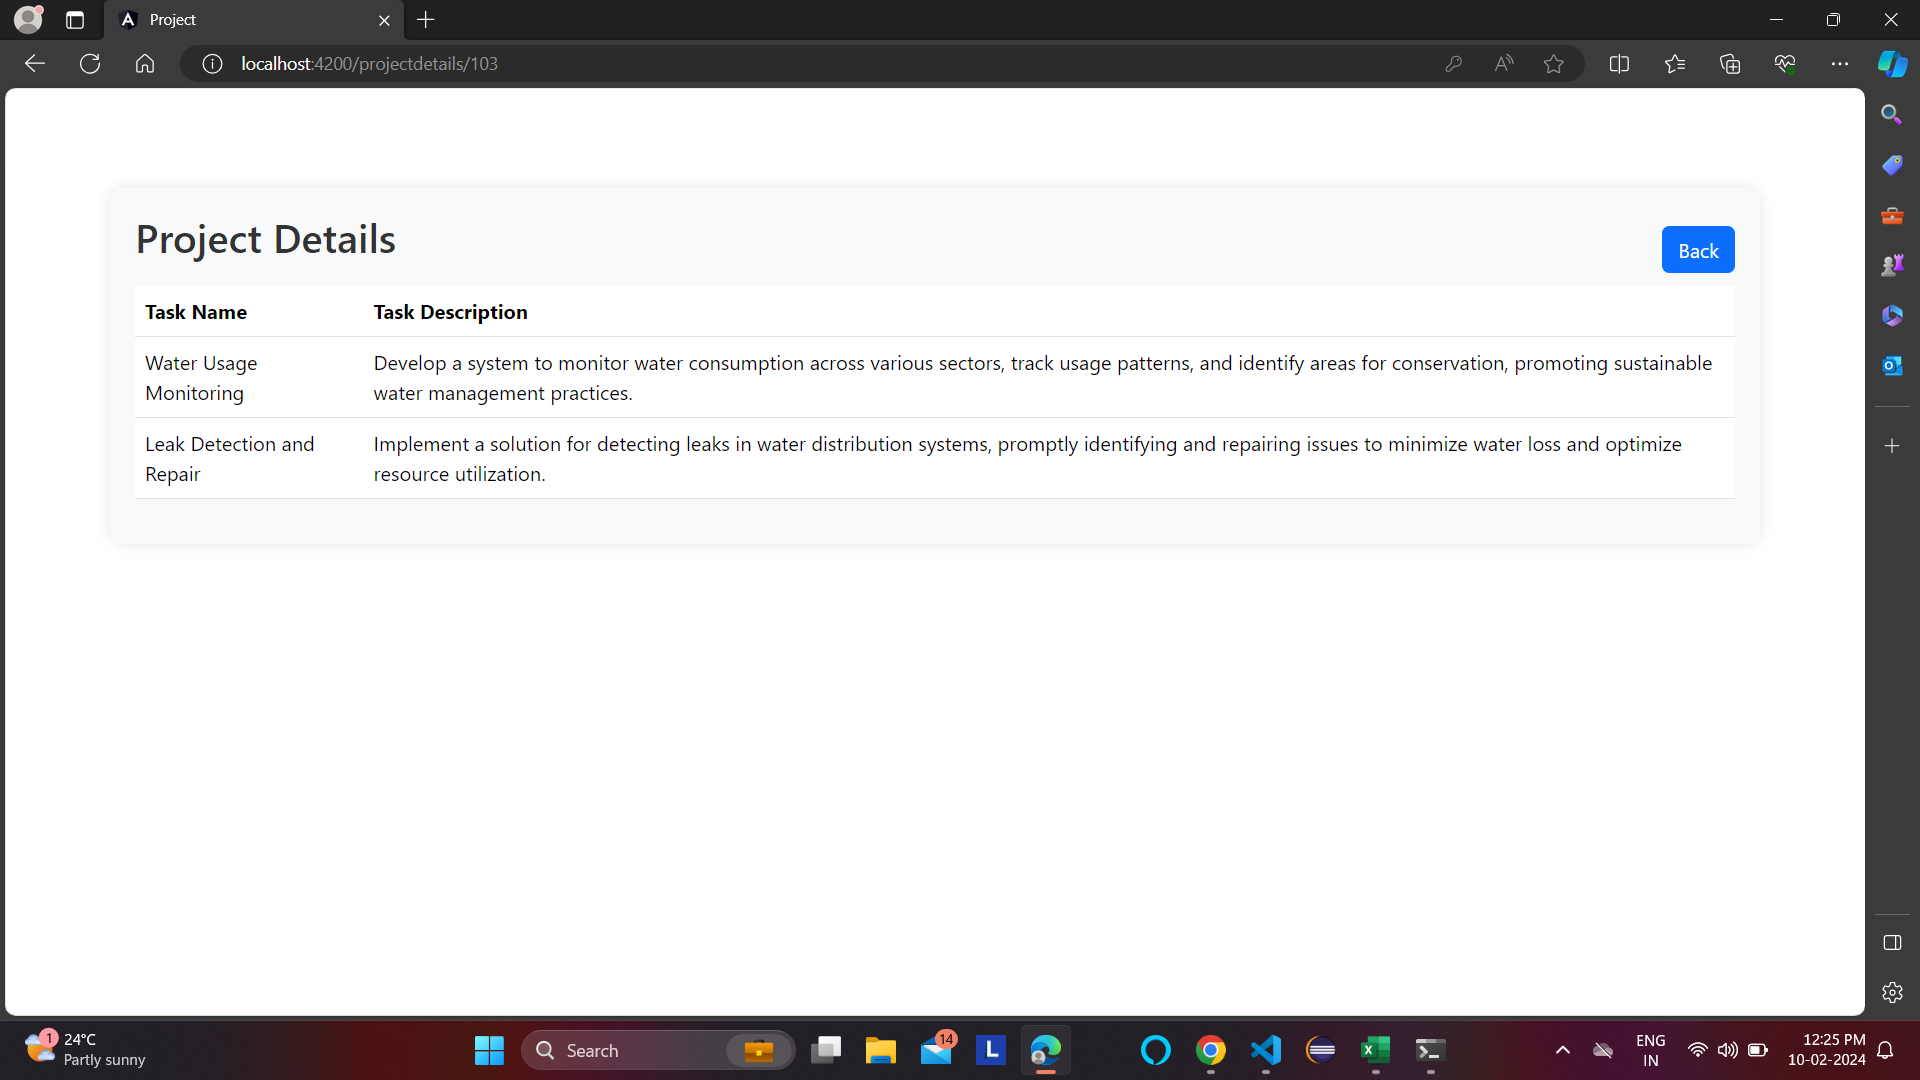 Project
localhost:4200/projectdetails/103
Project Details
Back
Task Name Task Description
Water Usage Monitoring
Develop a system to monitor water consumption across various sectors, track usage patterns, and identify areas for conservation, promoting sustainable
water management practices.
Leak Detection and Repair
Implement a solution for detecting leaks in water distribution systems, promptly identifying and repairing issues to minimize water loss and optimize
resource utilization.
1
24°C
Partly sunny
Search
14
L
ENG
IN
12:25 PM
10-02-2024